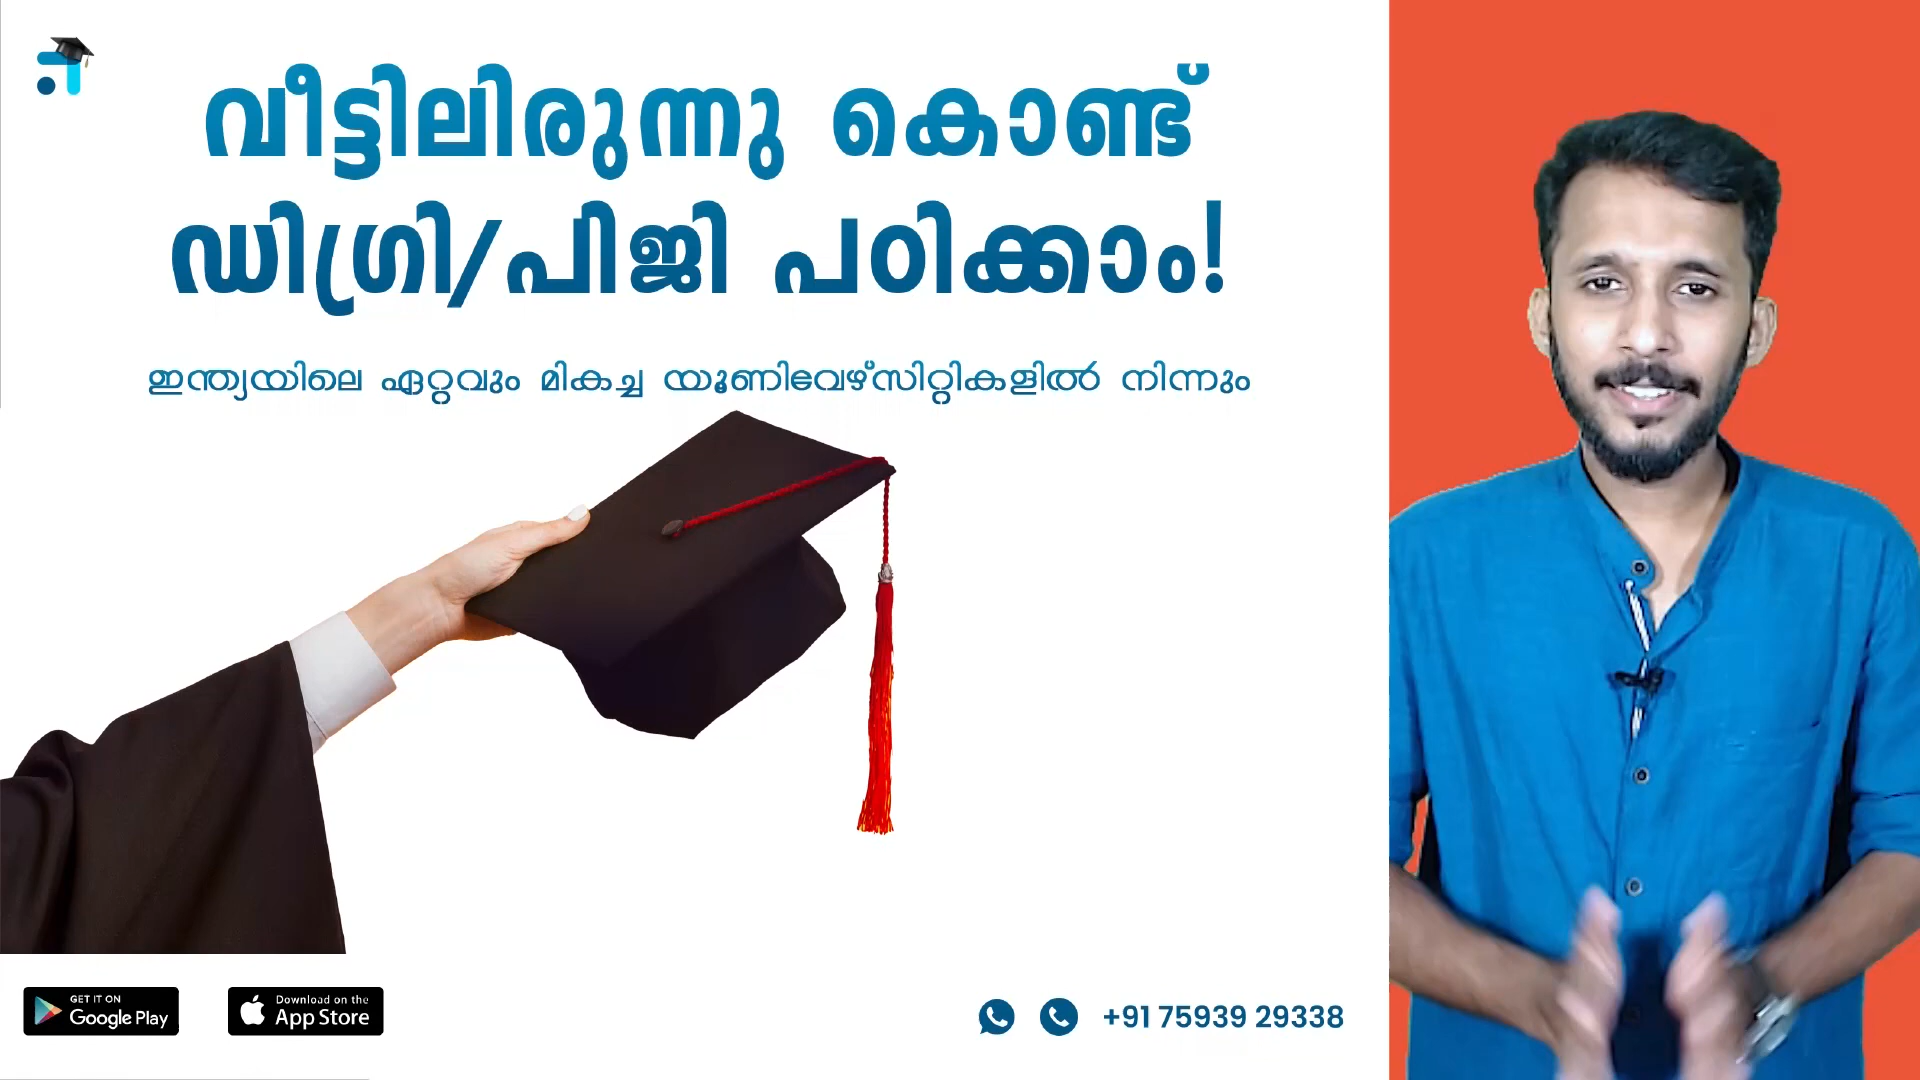 വീട്ടിലിരുന്നു കൊണ്ട്
ഡിഗ്രി/പിജി പഠിക്കാം!
ഇന്ത്യയിലെ ഏറ്റവും മികച്ച യൂണിവേഴ്സിറ്റികളിൽ നിന്നും
GET IT ON
Google Play
Download on the
App Store
+91 75939 29338